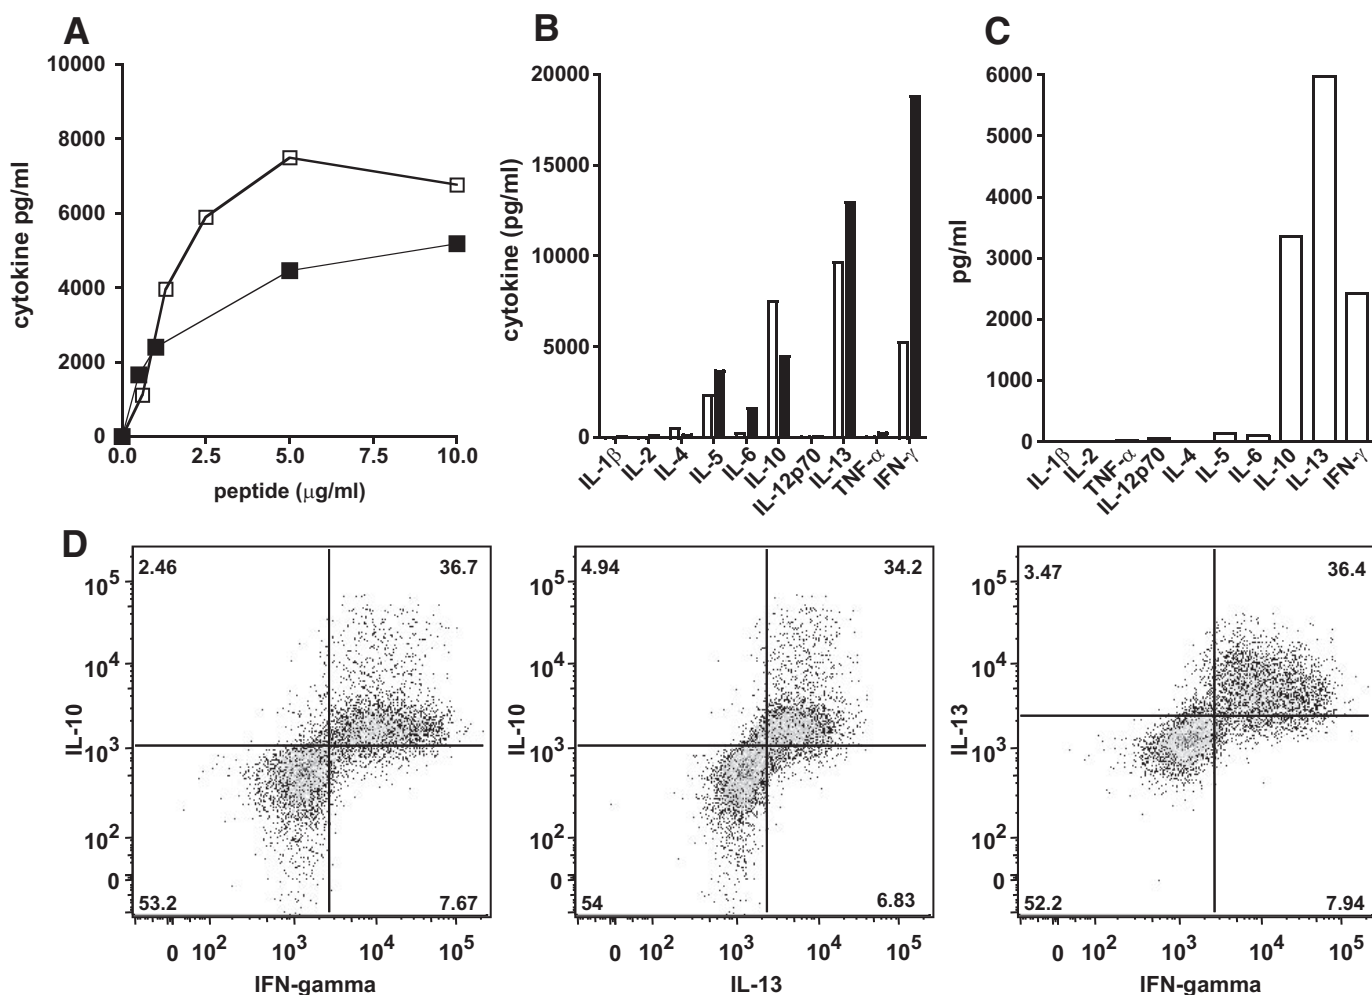 A
10000
8000
6000
4000
2000
0
cytokine pg/ml
0.0 2.5 5.0 7.5 10.0
peptide (μg/ml)
B
20000
15000
10000
5000
0
cytokine (pg/ml)
IL-1β IL-2 IL-4 IL-5 IL-6 IL-10 IL-12p70 IL-13 TNF-α IFN-γ
C
6000
5000
4000
3000
2000
1000
0
pg/ml
IL-1β IL-2 TNF-α IL-12p70 IL-4 IL-5 IL-6 IL-10 IL-13 IFN-γ
D
2.46 36.7
10^5
10^4
10^3
10^2
0
IL-10
53.2 7.67
0 10^2 10^3 10^4 10^5
IFN-gamma
4.94 34.2
10^5
10^4
10^3
10^2
0
IL-10
54 6.83
0 10^2 10^3 10^4 10^5
IL-13
3.47 36.4
10^5
10^4
10^3
10^2
0
IL-13
52.2 7.94
0 10^2 10^3 10^4 10^5
IFN-gamma